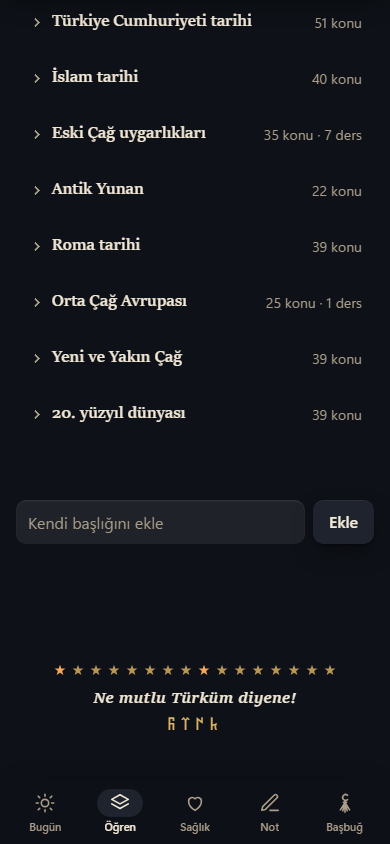 Türkiye Cumhuriyeti tarihi 51 konu
İslam tarihi 40 konu
Eski Çağ uygarlıkları 35 konu · 7 ders
Antik Yunan 22 konu
Roma tarihi 39 konu
Orta Çağ Avrupası 25 konu · 1 ders
Yeni ve Yakın Çağ 39 konu
20. yüzyıl dünyası 39 konu
Kendi başlığını ekle Ekle
Ne mutlu Türküm diyene!
Bugün Öğren Sağlık Not Başbuğ